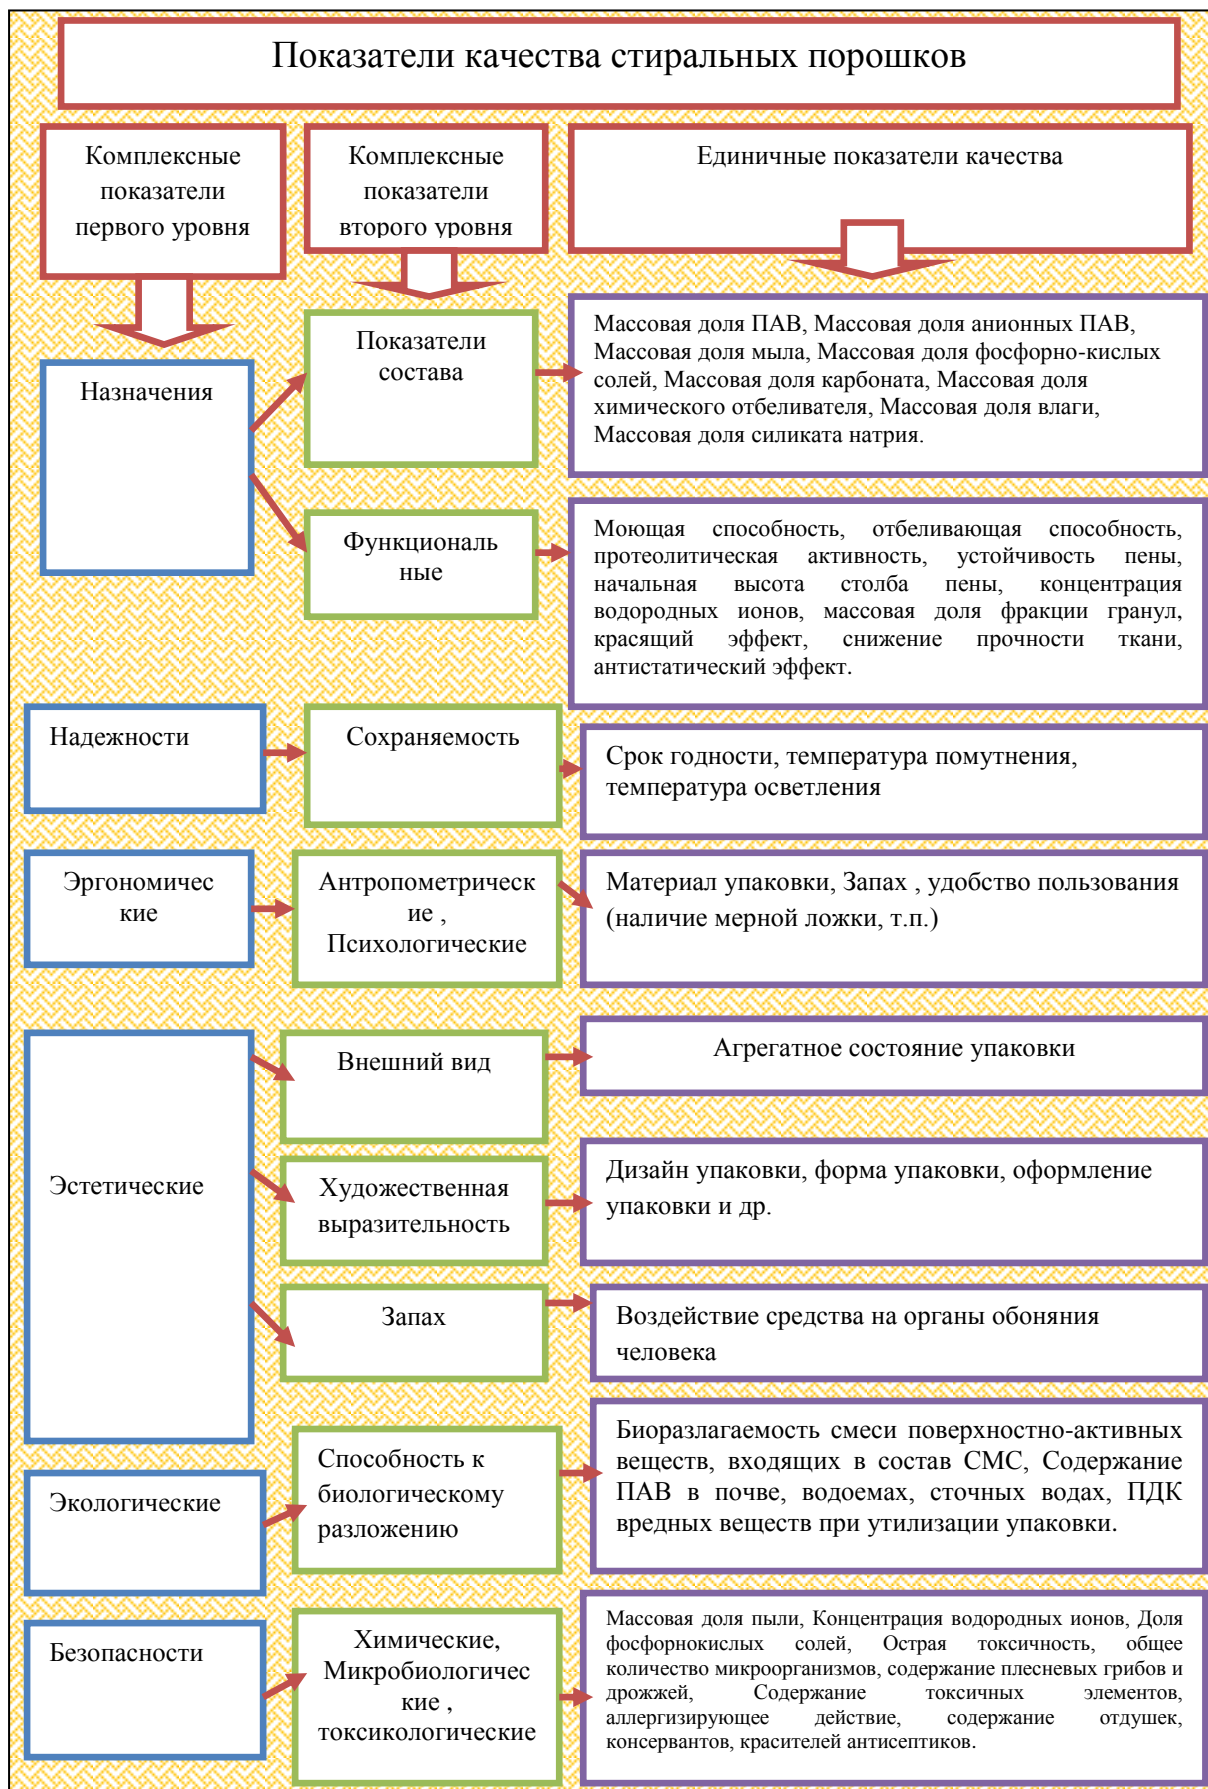 Показатели качества стиральных порошков
Комплексные
показатели
первого уровня
Комплексные
показатели
второго уровня
Единичные показатели качества
Назначения
Показатели
состава
Массовая доля ПАВ, Массовая доля анионных ПАВ,
Массовая доля мыла, Массовая доля фосфорно-кислых
солей, Массовая доля карбоната, Массовая доля
химического отбеливателя, Массовая доля влаги,
Массовая доля силиката натрия.
Функциональ
ные
Моющая способность, отбеливающая способность,
протеолитическая активность, устойчивость пены,
начальная высота столба пены, концентрация
водородных ионов, массовая доля фракции гранул,
красящий эффект, снижение прочности ткани,
антистатический эффект.
Надежности
Сохраняемость
Срок годности, температура помутнения,
температура осветления
Эргономичес
кие
Антропометрическ
ие ,
Психологические
Материал упаковки, Запах , удобство пользования
(наличие мерной ложки, т.п.)
Эстетические
Внешний вид
Агрегатное состояние упаковки
Художественная
выразительность
Дизайн упаковки, форма упаковки, оформление
упаковки и др.
Запах
Воздействие средства на органы обоняния
человека
Экологические
Способность к
биологическому
разложению
Биоразлагаемость смеси поверхностно-активных
веществ, входящих в состав СМС, Содержание
ПАВ в почве, водоемах, сточных водах, ПДК
вредных веществ при утилизации упаковки.
Безопасности
Химические,
Микробиологичес
кие ,
токсикологические
Массовая доля пыли, Концентрация водородных ионов, Доля
фосфорнокислых солей, Острая токсичность, общее
количество микроорганизмов, содержание плесневых грибов и
дрожжей, Содержание токсичных элементов,
аллергизирующее действие, содержание отдушек,
консервантов, красителей антисептиков.